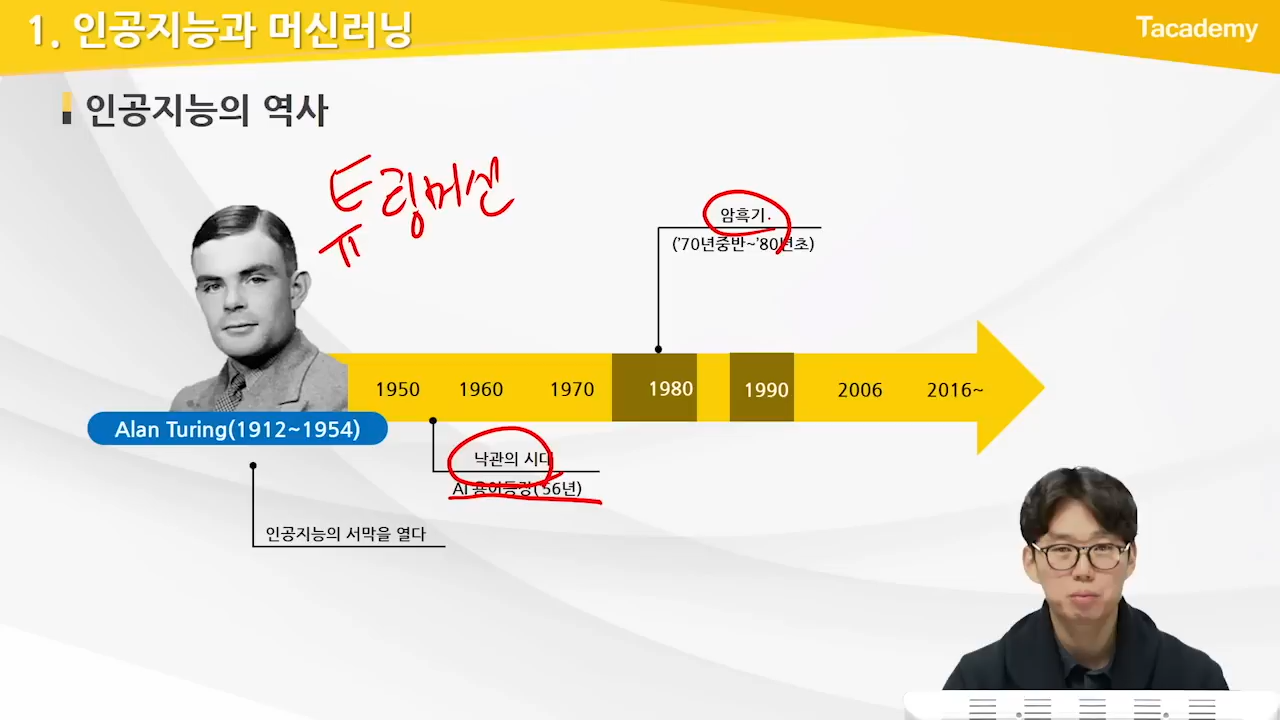 1. 인공지능과 머신러닝
Tacademy
인공지능의 역사
튜링머신
암흑기
('70년중반~'80년초)
1950 1960 1970 1980 1990 2006 2016~
Alan Turing(1912~1954)
낙관의 시대
AI 용어등장('56년)
인공지능의 서막을 열다